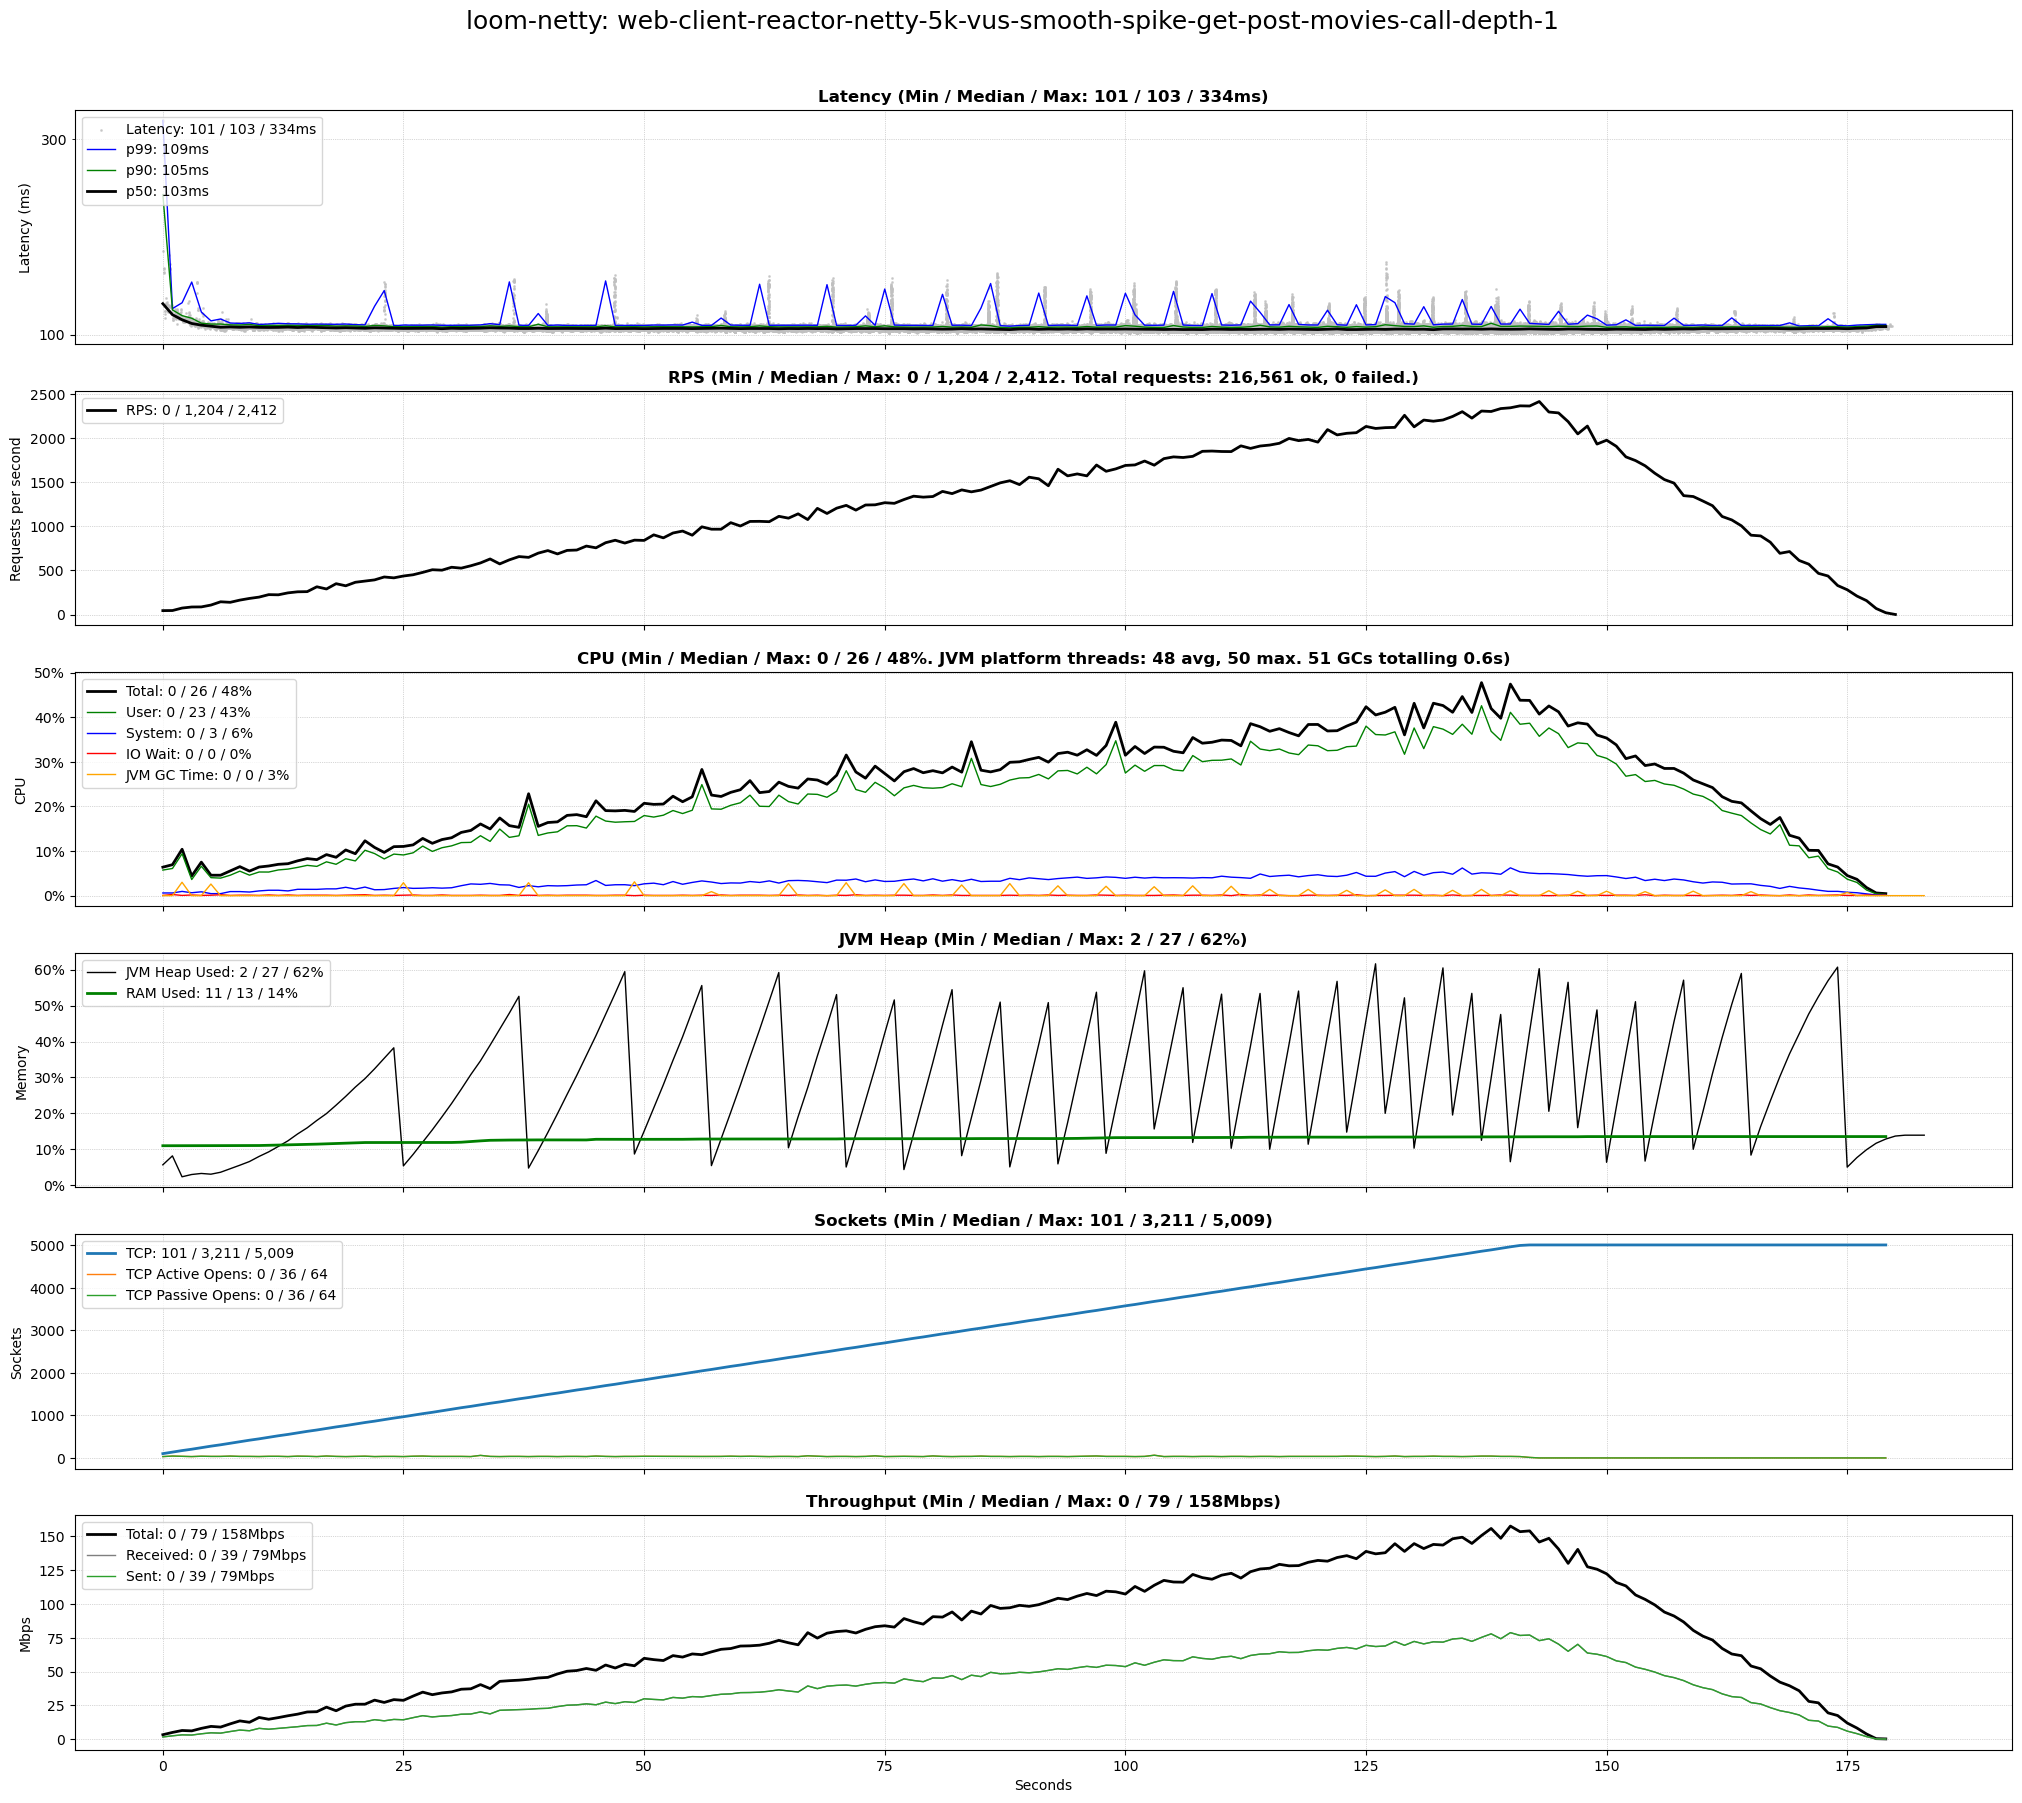 loom-netty: web-client-reactor-netty-5k-vus-smooth-spike-get-post-movies-call-depth-1
Latency (Min / Median / Max: 101 / 103 / 334ms)
Latency: 101 / 103 / 334ms
p99: 109ms
p90: 105ms
p50: 103ms
300
100
Latency (ms)
RPS (Min / Median / Max: 0 / 1,204 / 2,412. Total requests: 216,561 ok, 0 failed.)
RPS: 0 / 1,204 / 2,412
2500
2000
1500
1000
500
0
Requests per second
CPU (Min / Median / Max: 0 / 26 / 48%. JVM platform threads: 48 avg, 50 max. 51 GCs totalling 0.6s)
Total: 0 / 26 / 48%
User: 0 / 23 / 43%
System: 0 / 3 / 6%
IO Wait: 0 / 0 / 0%
JVM GC Time: 0 / 0 / 3%
50%
40%
30%
20%
10%
0%
CPU
JVM Heap (Min / Median / Max: 2 / 27 / 62%)
JVM Heap Used: 2 / 27 / 62%
RAM Used: 11 / 13 / 14%
60%
50%
40%
30%
20%
10%
0%
Memory
Sockets (Min / Median / Max: 101 / 3,211 / 5,009)
TCP: 101 / 3,211 / 5,009
TCP Active Opens: 0 / 36 / 64
TCP Passive Opens: 0 / 36 / 64
5000
4000
3000
2000
1000
0
Sockets
Throughput (Min / Median / Max: 0 / 79 / 158Mbps)
Total: 0 / 79 / 158Mbps
Received: 0 / 39 / 79Mbps
Sent: 0 / 39 / 79Mbps
150
125
100
75
50
25
0
Mbps
0 25 50 75 100 125 150 175
Seconds